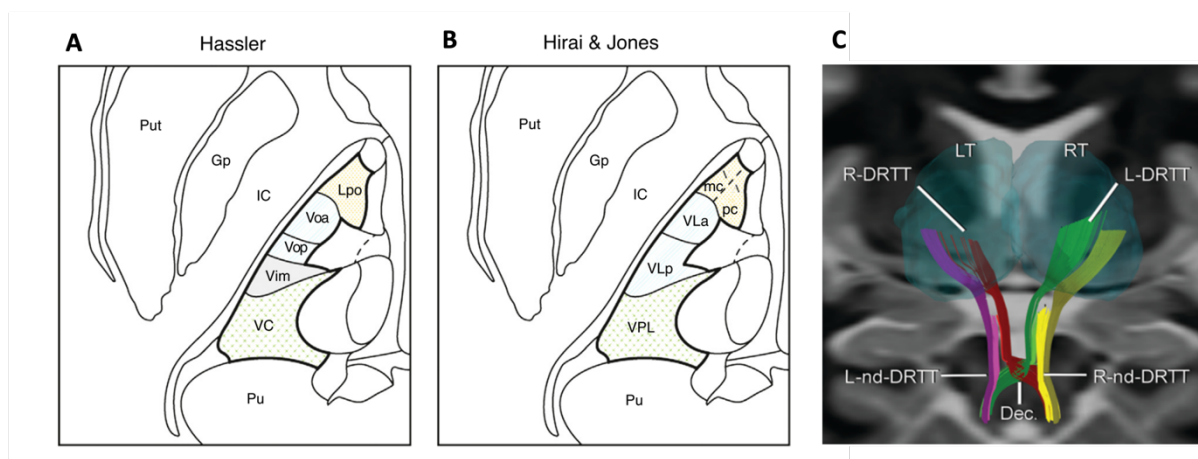 A
Hassler
Put
Gp
IC
Lpo
Voa
Vop
Vim
VC
Pu
B
Hirai & Jones
Put
Gp
IC
mc
pc
VLa
VLp
VPL
Pu
C
LT
RT
R-DRTT
L-DRTT
L-nd-DRTT
R-nd-DRTT
Dec.